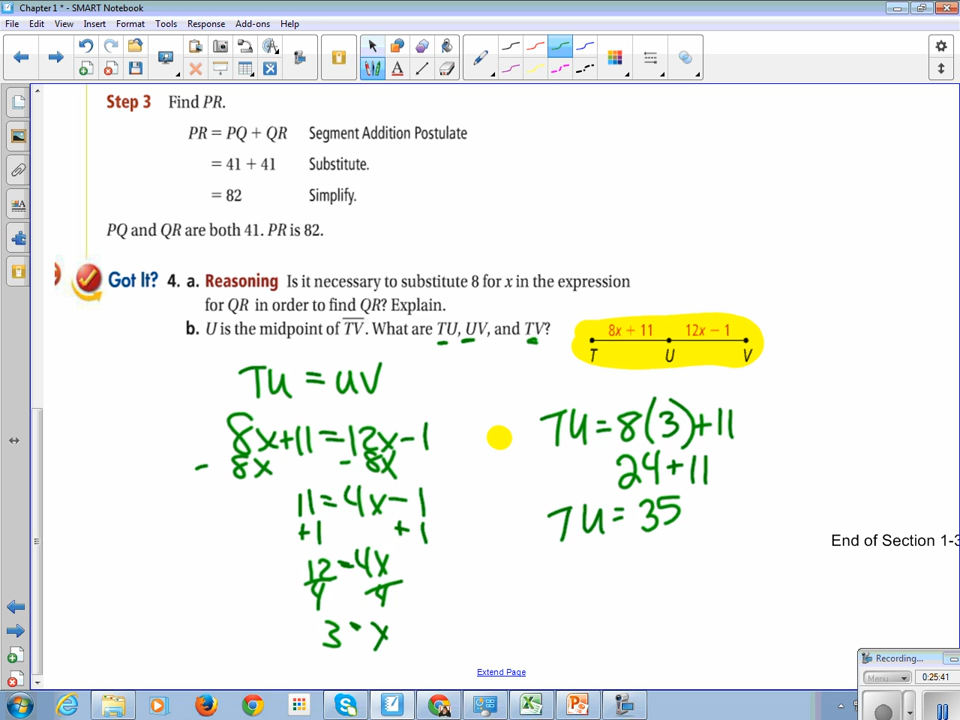 Chapter1 * - SMART Notebook
File Edit View Insert Format Tools Response Add-ons Help
Step 3 Find PR.
PR = PQ + QR Segment Addition Postulate
= 41 + 41 Substitute.
= 82 Simplify.
PQ and QR are both 41. PR is 82.
Got It? 4. a. Reasoning Is it necessary to substitute 8 for x in the expression
for QR in order to find QR? Explain.
b. U is the midpoint of TV. What are TU, UV, and TV?
8x + 11 12x − 1
T U V
TU = UV
8x+11=12x-1
- 8x - 8x
11=4x-1
+1 +1
12=4x
4 4
3=x
TU=8(3)+11
24+11
TU=35
End of Section 1-3
Extend Page
Recording...
Menu
0:25:41